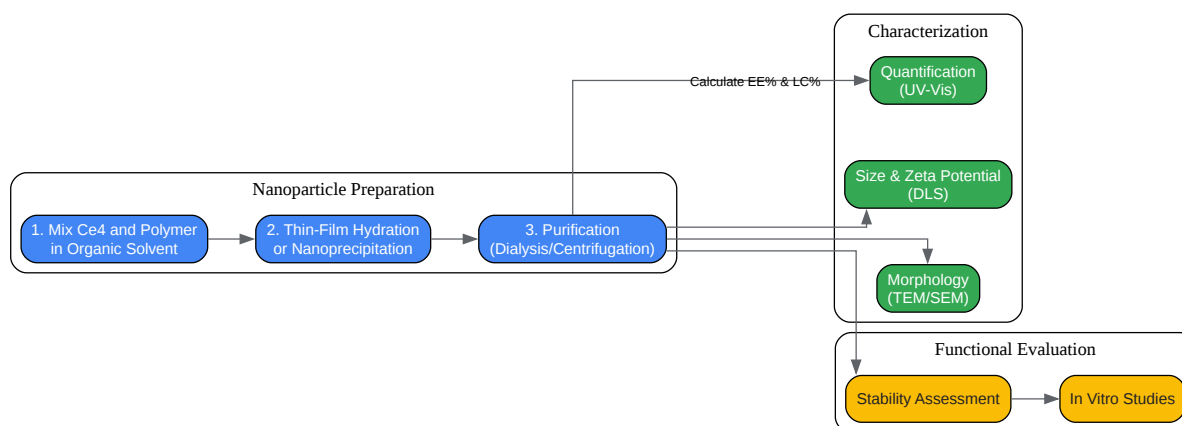 Characterization
Quantification
(UV-Vis)
Calculate EE% & LC%
Size & Zeta Potential
(DLS)
Nanoparticle Preparation
1. Mix Ce4 and Polymer
in Organic Solvent
2. Thin-Film Hydration
or Nanoprecipitation
3. Purification
(Dialysis/Centrifugation)
Morphology
(TEM/SEM)
Functional Evaluation
Stability Assessment
In Vitro Studies